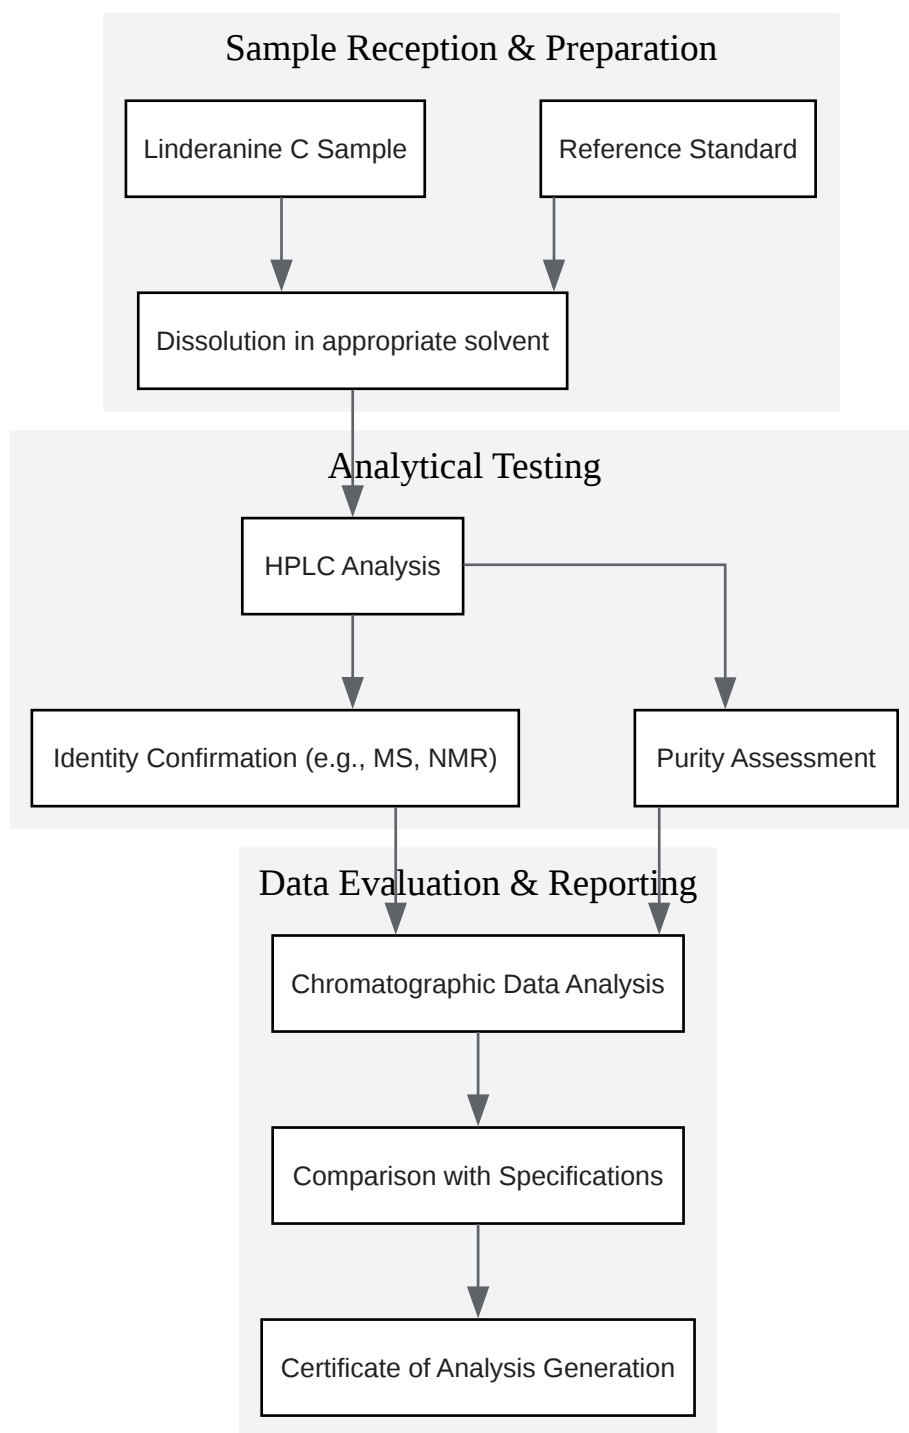 Sample Reception & Preparation
Linderanine C Sample
Reference Standard
Dissolution in appropriate solvent
Analytical Testing
HPLC Analysis
Identity Confirmation (e.g., MS, NMR)
Purity Assessment
Data Evaluation & Reporting
Chromatographic Data Analysis
Comparison with Specifications
Certificate of Analysis Generation